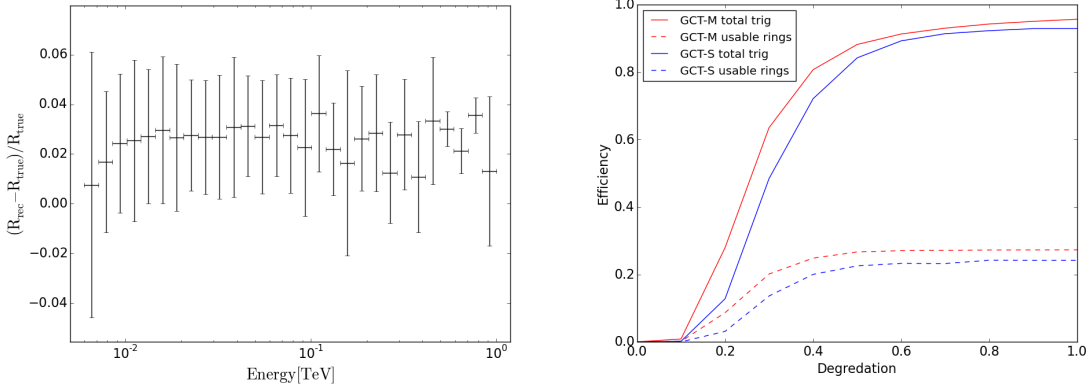 0.06
0.04
0.02
0.00
−0.02
−0.04
(R_rec−R_true)/R_true
10^-2
10^-1
10^0
Energy[TeV]
GCT-M total trig
GCT-M usable rings
GCT-S total trig
GCT-S usable rings
1.0
0.8
0.6
0.4
0.2
0.0
Efficiency
0.0
0.2
0.4
0.6
0.8
1.0
Degredation